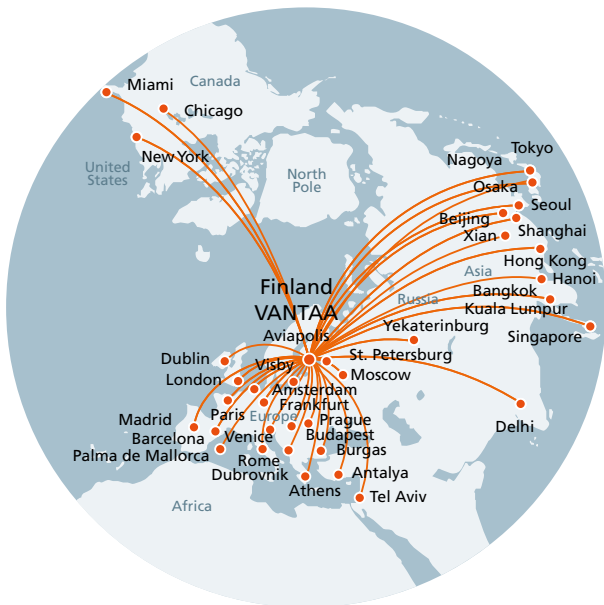 Miami
Canada
Chicago
New York
United
States
North
Pole
Tokyo
Nagoya
Osaka
Seoul
Beijing
Shanghai
Xian
Hong Kong
Asia
Hanoi
Finland
VANTAA
Aviapolis
Russia
Bangkok
Kuala Lumpur
Yekaterinburg
Singapore
Dublin
Visby
St. Petersburg
London
Moscow
Amsterdam
Paris
Frankfurt
Europe
Madrid
Prague
Delhi
Barcelona
Venice
Budapest
Palma de Mallorca
Rome
Burgas
Dubrovnik
Antalya
Athens
Tel Aviv
Africa